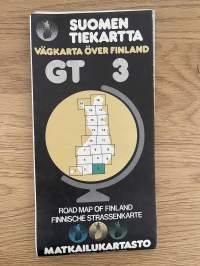 SUOMEN
TIEKARTTA
VÄGKARTA ÖVER FINLAND
GT 3
ROAD MAP OF FINLAND
FINNISCHE STRASSENKARTE
MATKAILUKARTASTO